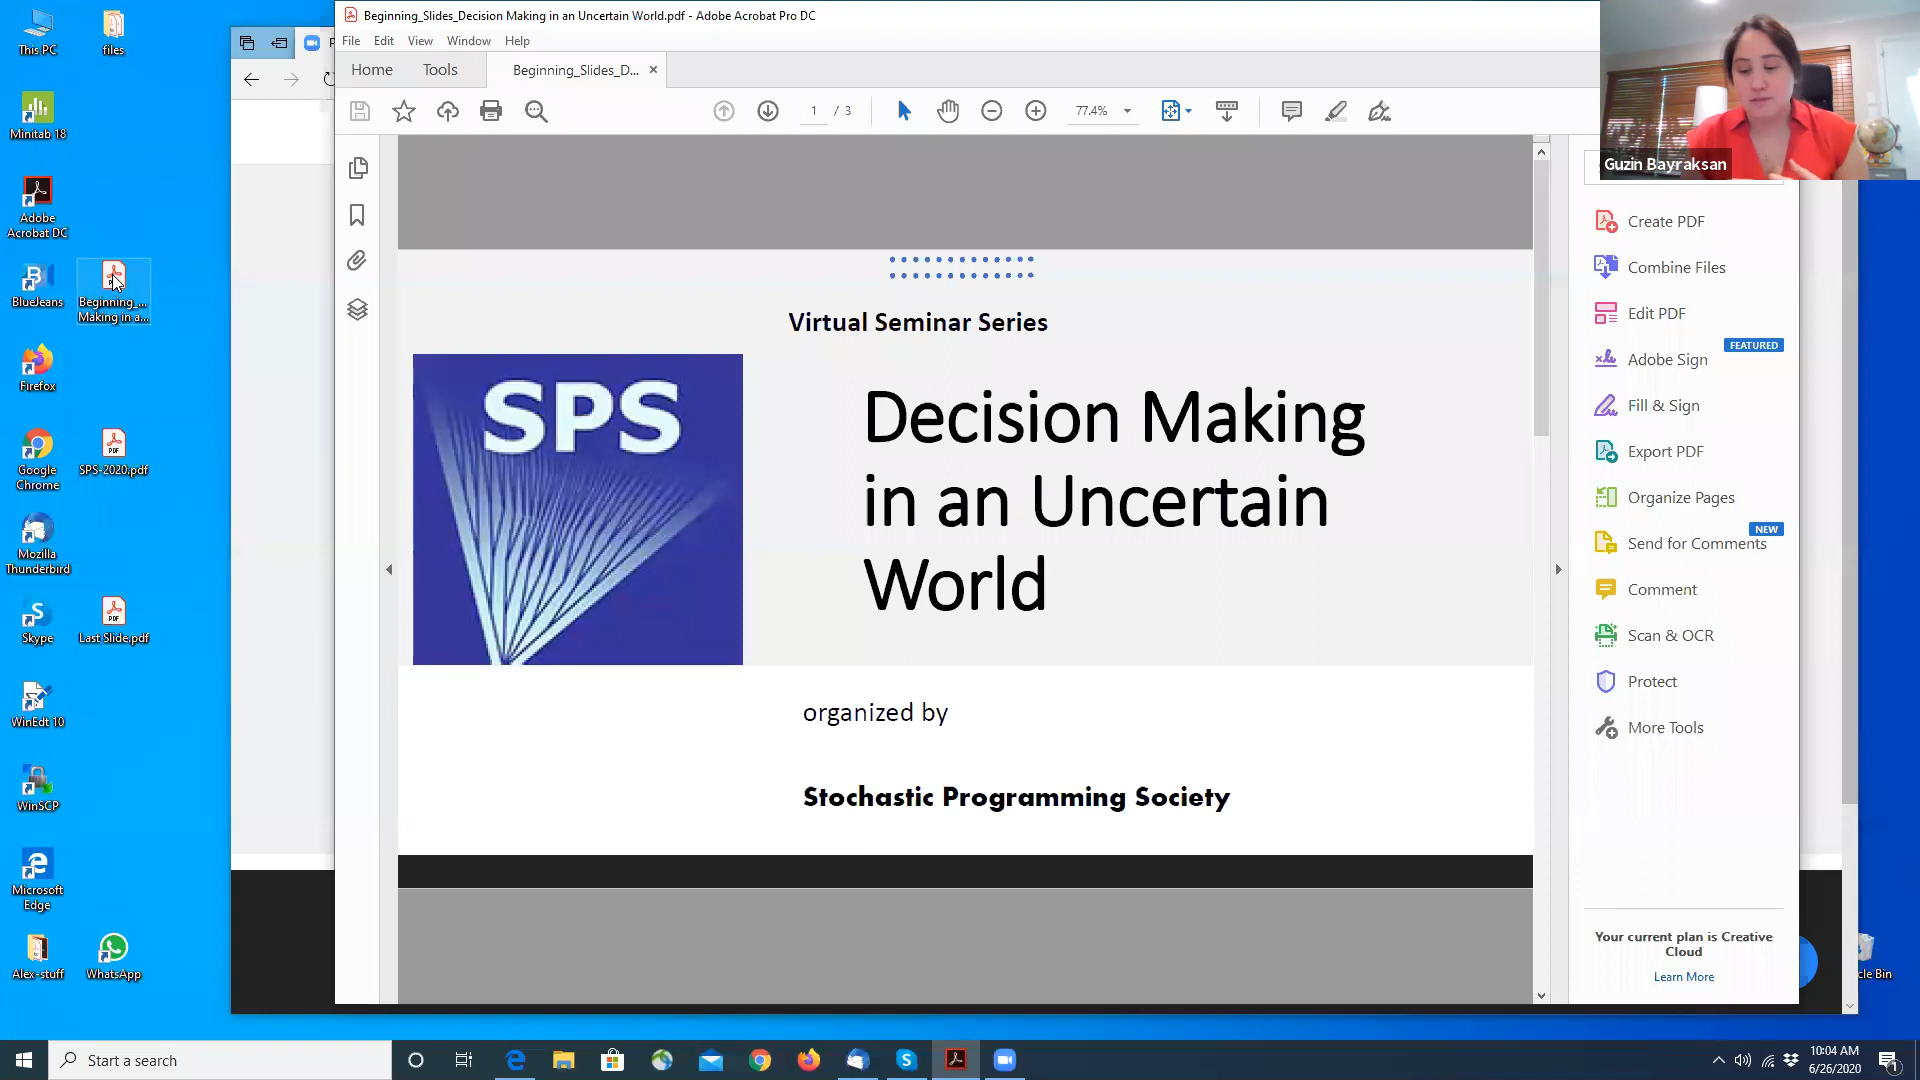 This PC
files
Minitab 18
Adobe
Acrobat DC
BlueJeans
Beginning_...
Making in a...
Firefox
Google
Chrome
SPS-2020.pdf
Mozilla
Thunderbird
Skype
Last Slide.pdf
WinEdt 10
WinSCP
Microsoft
Edge
Alex-stuff
WhatsApp
Beginning_Slides_Decision Making in an Uncertain World.pdf - Adobe Acrobat Pro DC
File Edit View Window Help
Home Tools Beginning_Slides_D... ×
1 / 3 77.4%
Guzin Bayraksan
Virtual Seminar Series
SPS
Decision Making
in an Uncertain
World
organized by
Stochastic Programming Society
Create PDF
Combine Files
Edit PDF
FEATURED
Adobe Sign
Fill & Sign
Export PDF
Organize Pages
NEW
Send for Comments
Comment
Scan & OCR
Protect
More Tools
Your current plan is Creative
Cloud
Learn More
cle Bin
Start a search
10:04 AM
6/26/2020
1